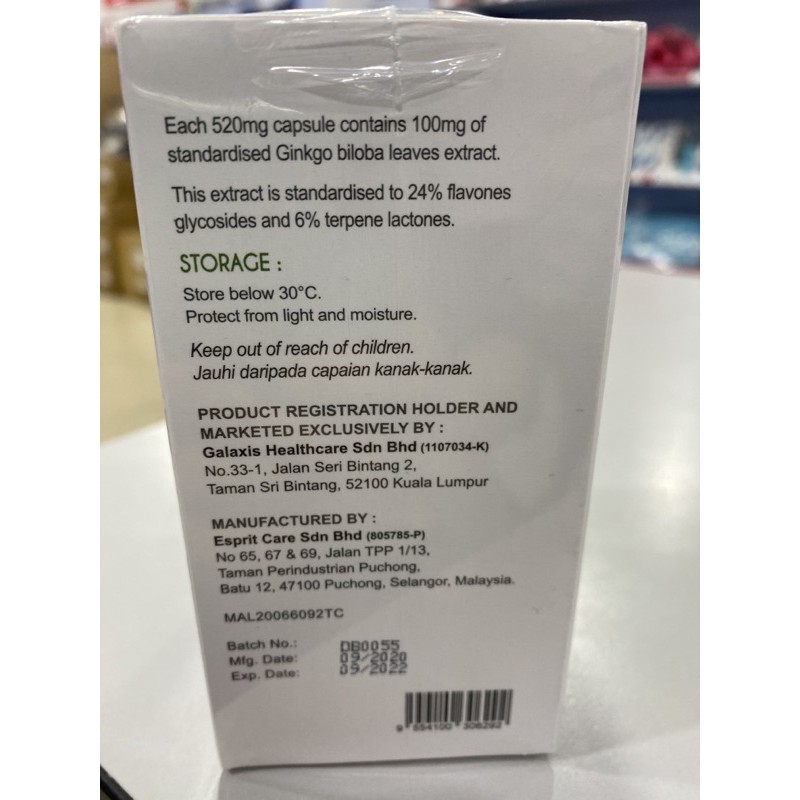 Each 520mg capsule contains 100mg of
standardised Ginkgo biloba leaves extract.
This extract is standardised to 24% flavones
glycosides and 6% terpene lactones.
STORAGE :
Store below 30°C.
Protect from light and moisture.
Keep out of reach of children.
Jauhi daripada capaian kanak-kanak.
PRODUCT REGISTRATION HOLDER AND
MARKETED EXCLUSIVELY BY :
Galaxis Healthcare Sdn Bhd (1107034-K)
No.33-1, Jalan Seri Bintang 2,
Taman Sri Bintang, 52100 Kuala Lumpur
MANUFACTURED BY :
Esprit Care Sdn Bhd (805785-P)
No 65, 67 & 69, Jalan TPP 1/13,
Taman Perindustrian Puchong,
Batu 12, 47100 Puchong, Selangor, Malaysia.
MAL20066092TC
Batch No.: DB0055
Mfg. Date: 09/2020
Exp. Date: 09/2022
9 554100 306292